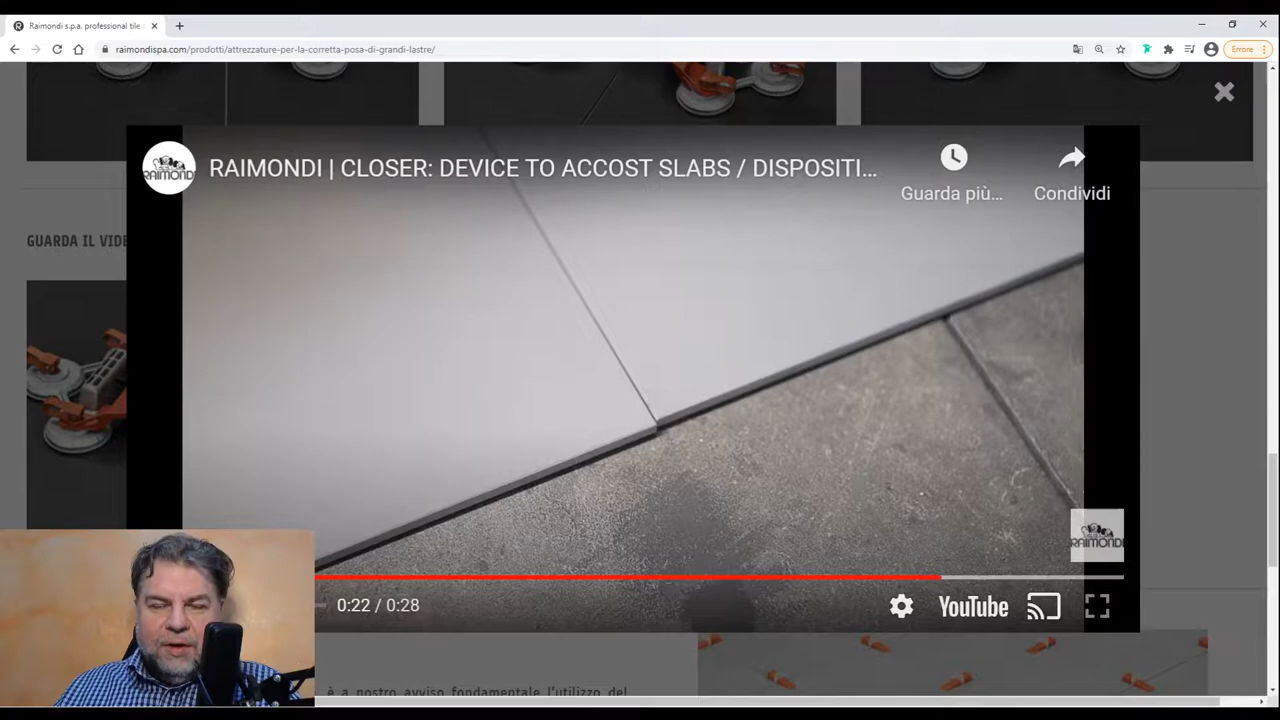 Raimondi s.p.a. professional tile
raimondispa.com/prodotti/attrezzature-per-la-corretta-posa-di-grandi-lastre/
Errore
RAIMONDI
RAIMONDI | CLOSER: DEVICE TO ACCOST SLABS / DISPOSITI...
Guarda più...
Condividi
GUARDA IL VIDE
RAIMONDI
0:22 / 0:28
YouTube
è a nostro avviso fondamentale l'utilizzo del